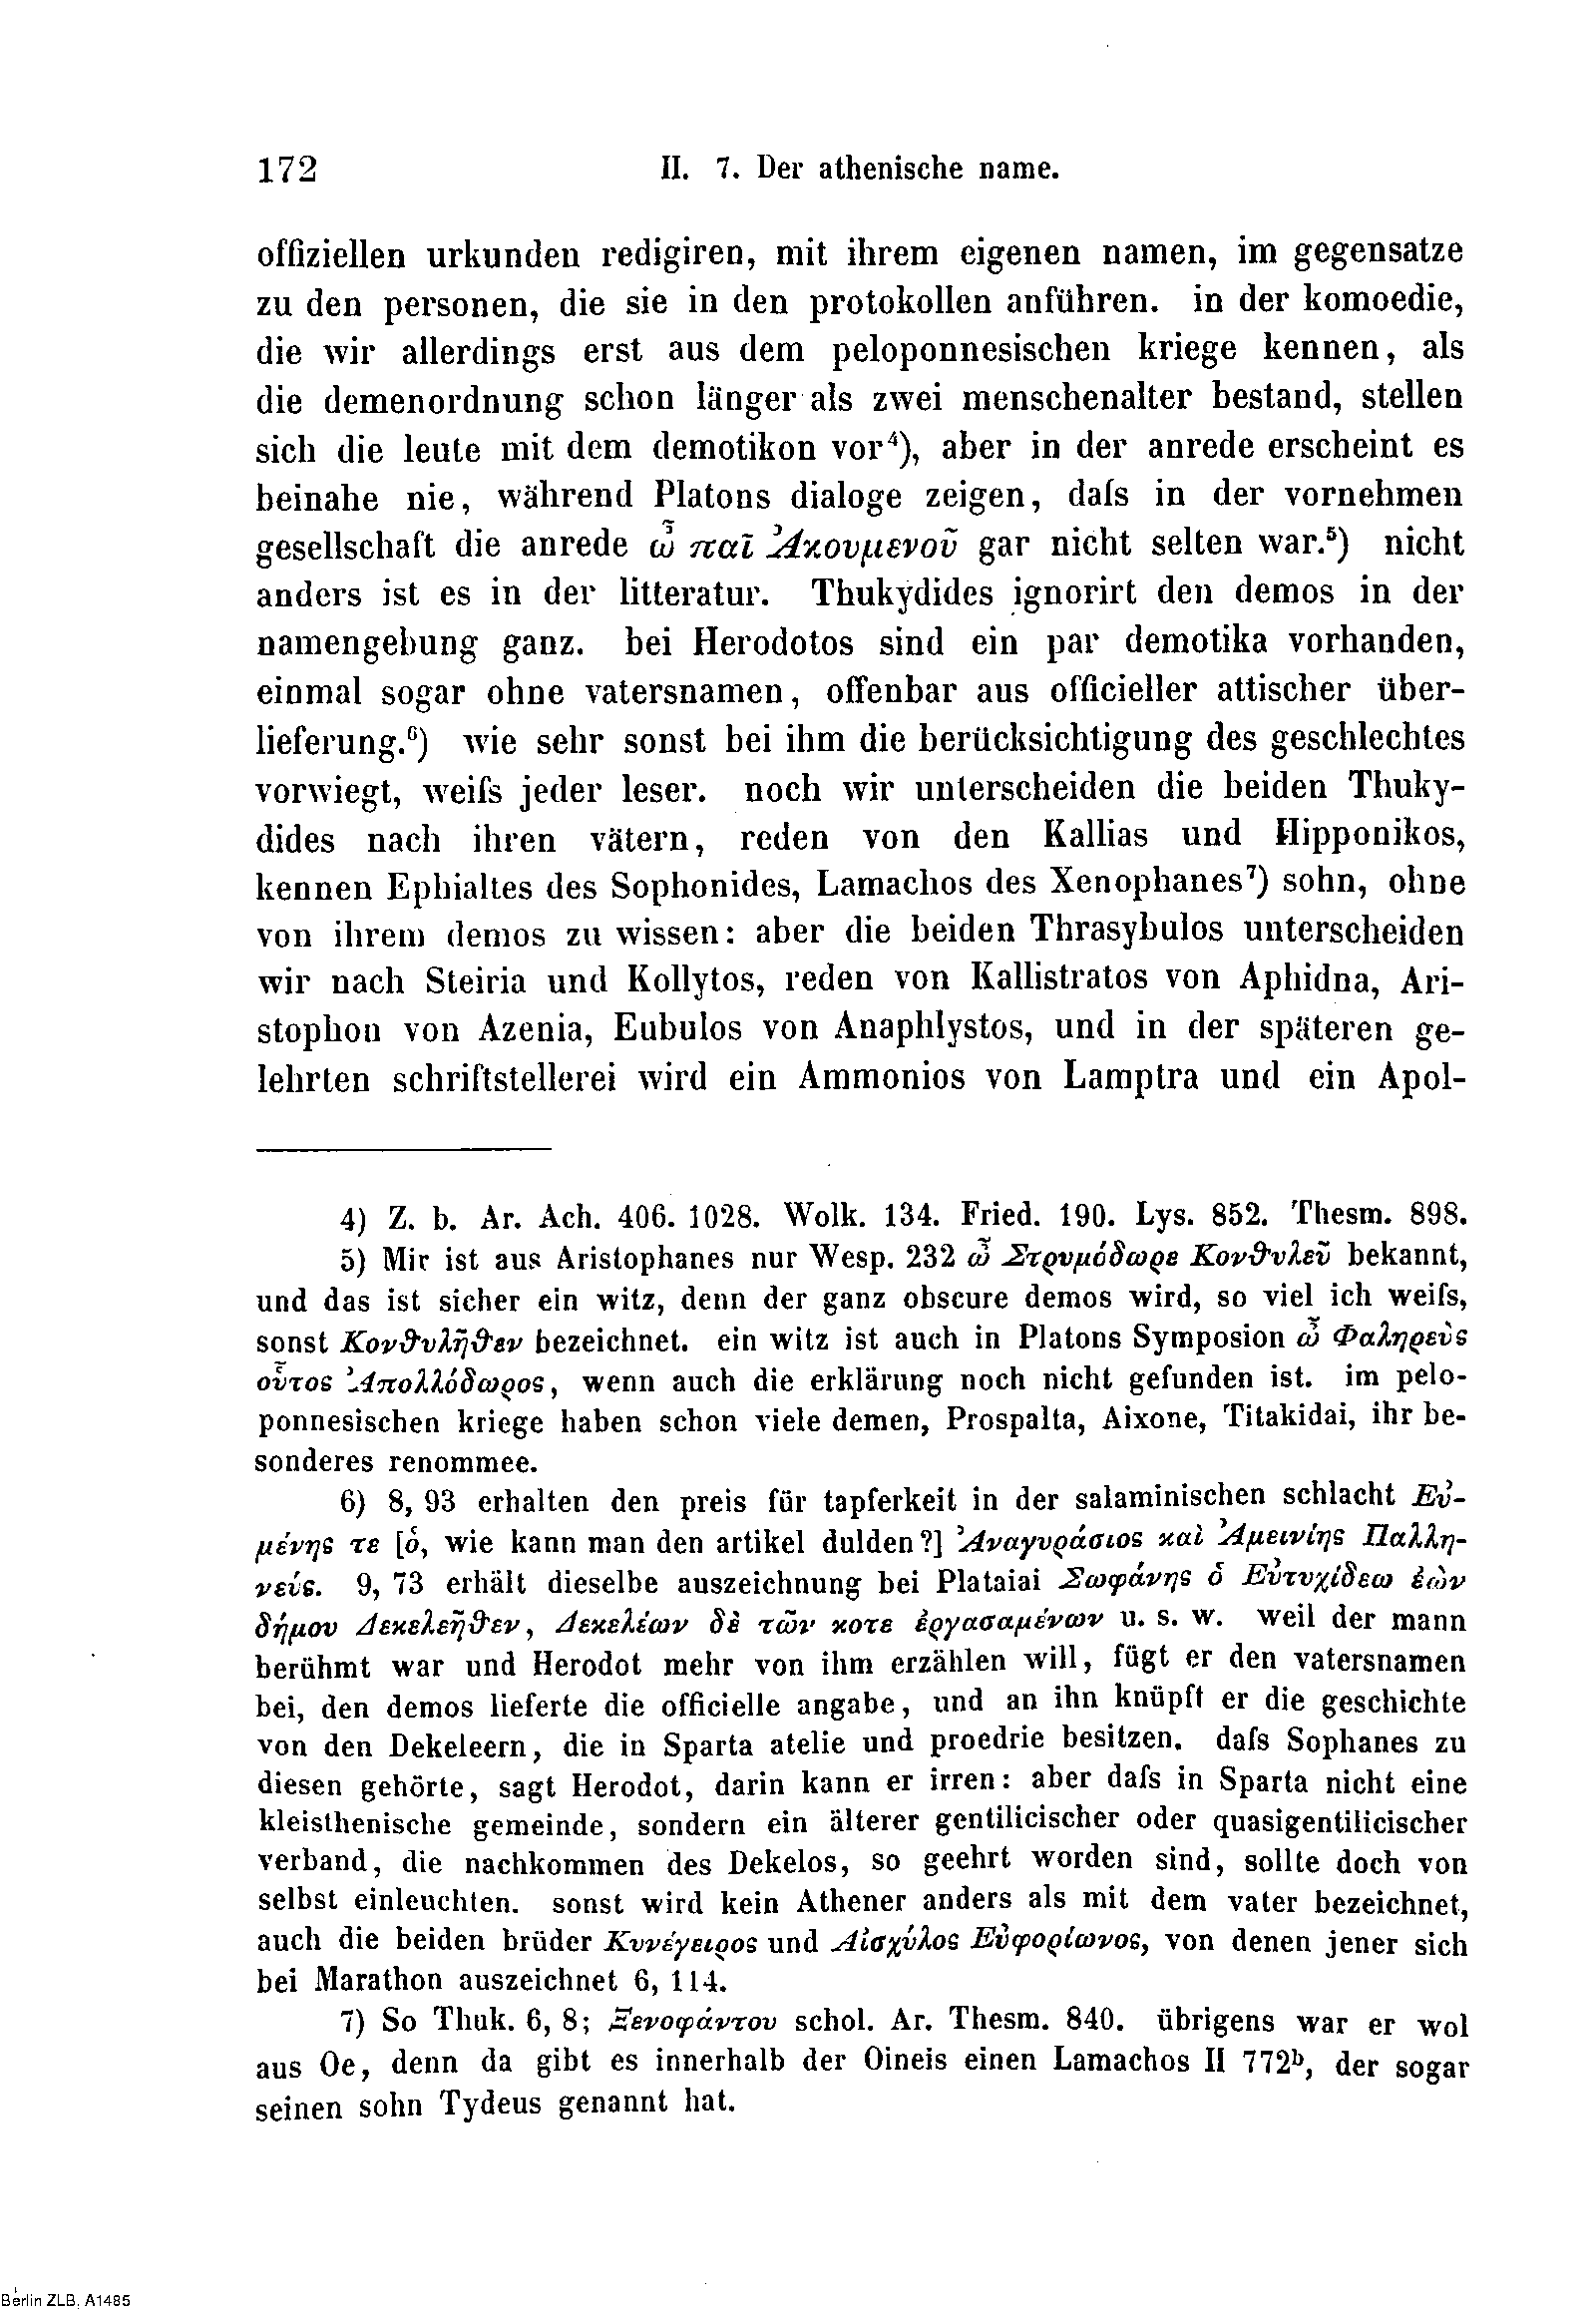 172 II. 7. Der athenische name.
offiziellen urkunden redigiren, mit ihrem eigenen namen, im gegensatze
zu den personen, die sie in den protokollen anführen. in der komoedie,
die wir allerdings erst aus dem peloponnesischen kriege kennen, als
die demenordnung schon länger als zwei menschenalter bestand, stellen
sich die leute mit dem demotikon vor⁴), aber in der anrede erscheint es
beinahe nie, während Platons dialoge zeigen, daſs in der vornehmen
gesellschaft die anrede ὦ παῖ Ἀκουμενοῦ gar nicht selten war.⁵) nicht
anders ist es in der litteratur. Thukydides ignorirt den demos in der
namengebung ganz. bei Herodotos sind ein par demotika vorhanden,
einmal sogar ohne vatersnamen, offenbar aus officieller attischer über-
lieferung.⁶) wie sehr sonst bei ihm die berücksichtigung des geschlechtes
vorwiegt, weiſs jeder leser. noch wir unterscheiden die beiden Thuky-
dides nach ihren vätern, reden von den Kallias und Hipponikos,
kennen Ephialtes des Sophonides, Lamachos des Xenophanes⁷) sohn, ohne
von ihrem demos zu wissen: aber die beiden Thrasybulos unterscheiden
wir nach Steiria und Kollytos, reden von Kallistratos von Aphidna, Ari-
stophon von Azenia, Eubulos von Anaphlystos, und in der späteren ge-
lehrten schriftstellerei wird ein Ammonios von Lamptra und ein Apol-
4) Z. b. Ar. Ach. 406. 1028. Wolk. 134. Fried. 190. Lys. 852. Thesm. 898.
5) Mir ist aus Aristophanes nur Wesp. 232 ὦ Στρυμόδωρε Κονθυλεῦ bekannt,
und das ist sicher ein witz, denn der ganz obscure demos wird, so viel ich weiſs,
sonst Κονθυλῆθεν bezeichnet. ein witz ist auch in Platons Symposion ὦ Φαληρεὺς
οὗτος Ἀπολλόδωρος, wenn auch die erklärung noch nicht gefunden ist. im pelo-
ponnesischen kriege haben schon viele demen, Prospalta, Aixone, Titakidai, ihr be-
sonderes renommee.
6) 8, 93 erhalten den preis für tapferkeit in der salaminischen schlacht Εὐ-
μένης τε [ὁ, wie kann man den artikel dulden?] Ἀναγυράσιος καὶ Ἀμεινίης Παλλη-
νεύς. 9, 73 erhält dieselbe auszeichnung bei Plataiai Σωφάνης ὁ Εὐτυχίδεω ἐὼν
δήμου Δεκελεῆθεν, Δεκελέων δὲ τῶν κοτε ἐργασαμένων u. s. w. weil der mann
berühmt war und Herodot mehr von ihm erzählen will, fügt er den vatersnamen
bei, den demos lieferte die officielle angabe, und an ihn knüpft er die geschichte
von den Dekeleern, die in Sparta atelie und proedrie besitzen. daſs Sophanes zu
diesen gehörte, sagt Herodot, darin kann er irren: aber daſs in Sparta nicht eine
kleisthenische gemeinde, sondern ein älterer gentilicischer oder quasigentilicischer
verband, die nachkommen des Dekelos, so geehrt worden sind, sollte doch von
selbst einleuchten. sonst wird kein Athener anders als mit dem vater bezeichnet,
auch die beiden brüder Κυνέγειρος und Αἰσχύλος Εὐφορίωνος, von denen jener sich
bei Marathon auszeichnet 6, 114.
7) So Thuk. 6, 8; Ξενοφάντου schol. Ar. Thesm. 840. übrigens war er wol
aus Oe, denn da gibt es innerhalb der Oineis einen Lamachos II 772ᵇ, der sogar
seinen sohn Tydeus genannt hat.
Berlin ZLB, A1485